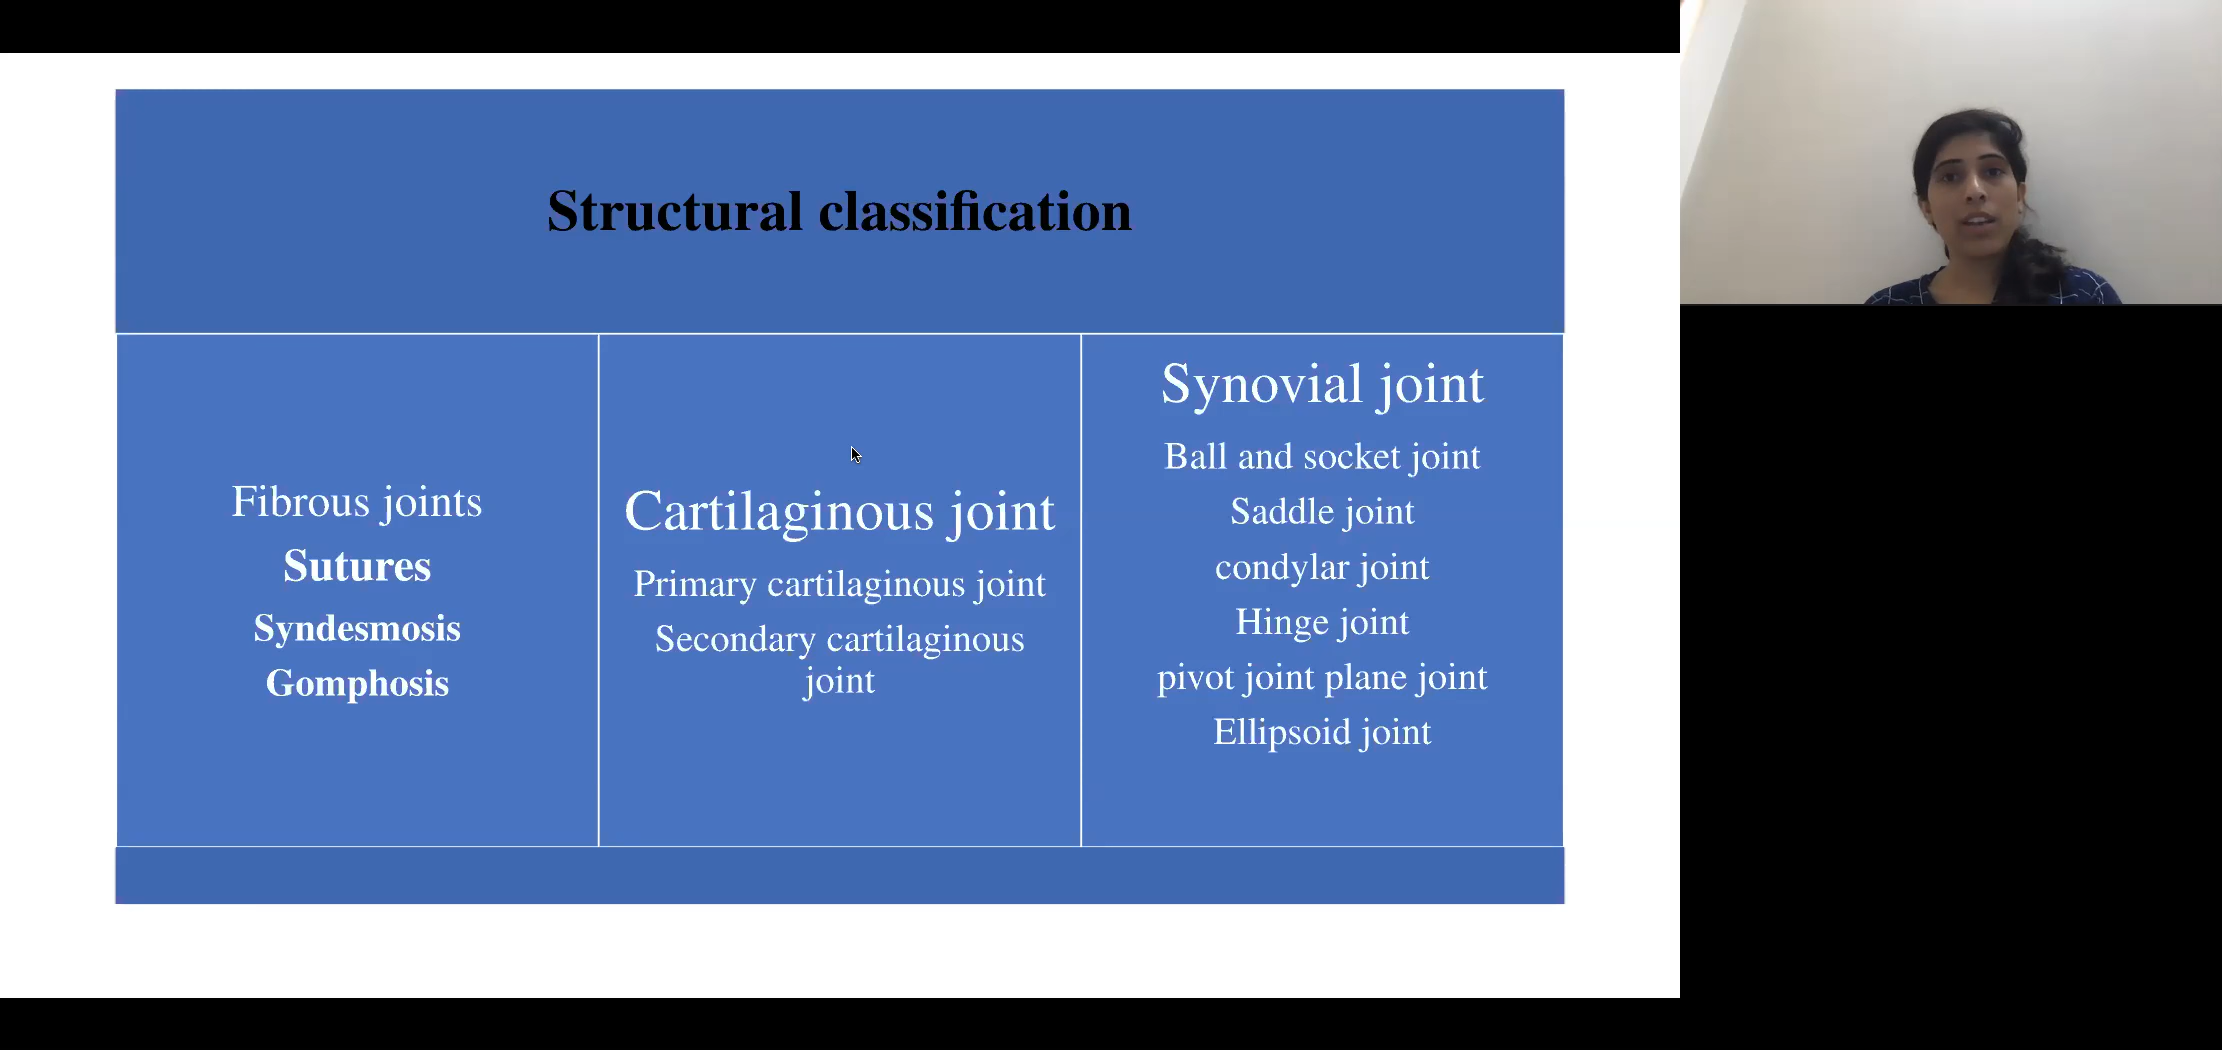 Structural classification
Fibrous joints
Sutures
Syndesmosis
Gomphosis
Cartilaginous joint
Primary cartilaginous joint
Secondary cartilaginous
joint
Synovial joint
Ball and socket joint
Saddle joint
condylar joint
Hinge joint
pivot joint plane joint
Ellipsoid joint